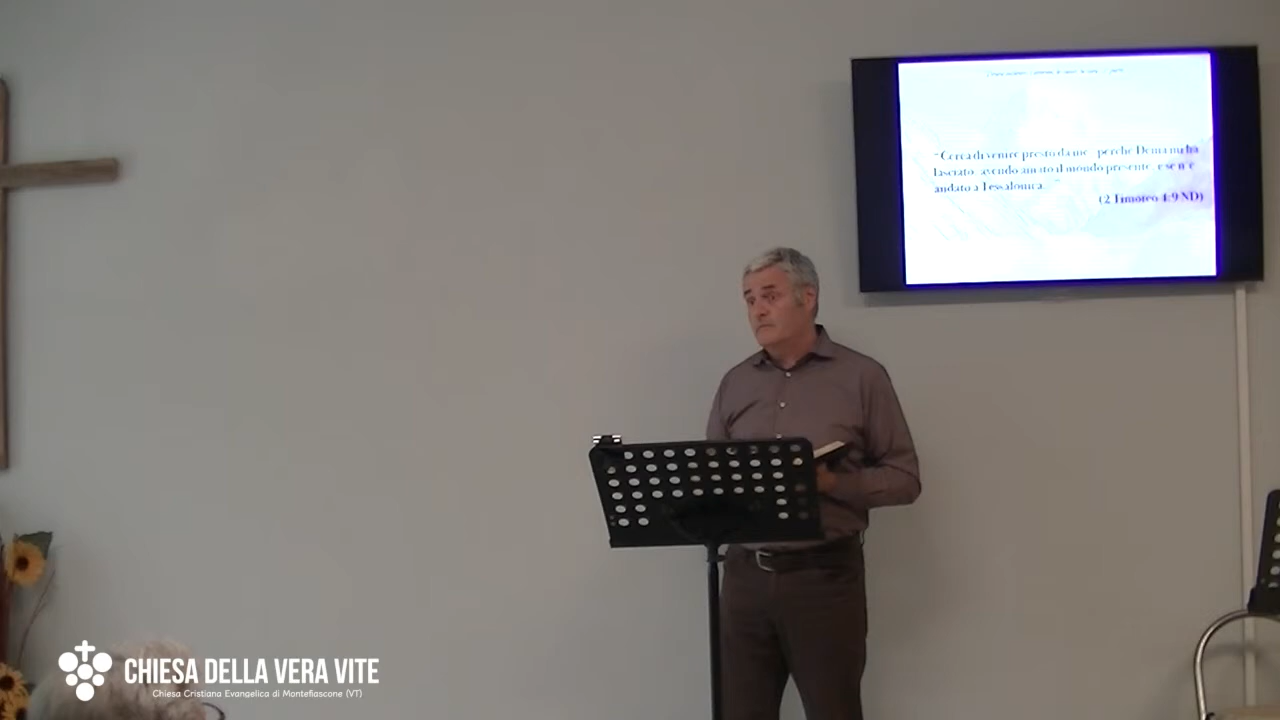 "Cerca di venire presto da me, perché Dema mi ha
lasciato, avendo amato il mondo presente, e se n'è
andato a Tessalonica...”
(2 Timoteo 4:9 ND)
CHIESA DELLA VERA VITE
Chiesa Cristiana Evangelica di Montefiascone (VT)